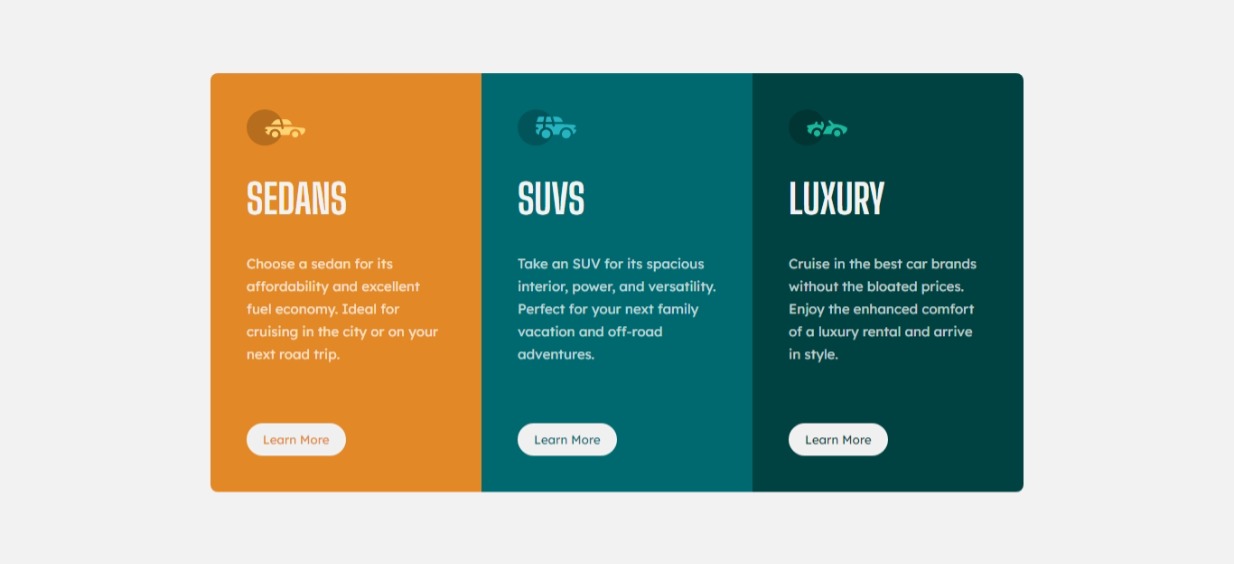 SEDANS
Choose a sedan for its
affordability and excellent
fuel economy. Ideal for
cruising in the city or on your
next road trip.
Learn More
SUVS
Take an SUV for its spacious
interior, power, and versatility.
Perfect for your next family
vacation and off-road
adventures.
Learn More
LUXURY
Cruise in the best car brands
without the bloated prices.
Enjoy the enhanced comfort
of a luxury rental and arrive
in style.
Learn More